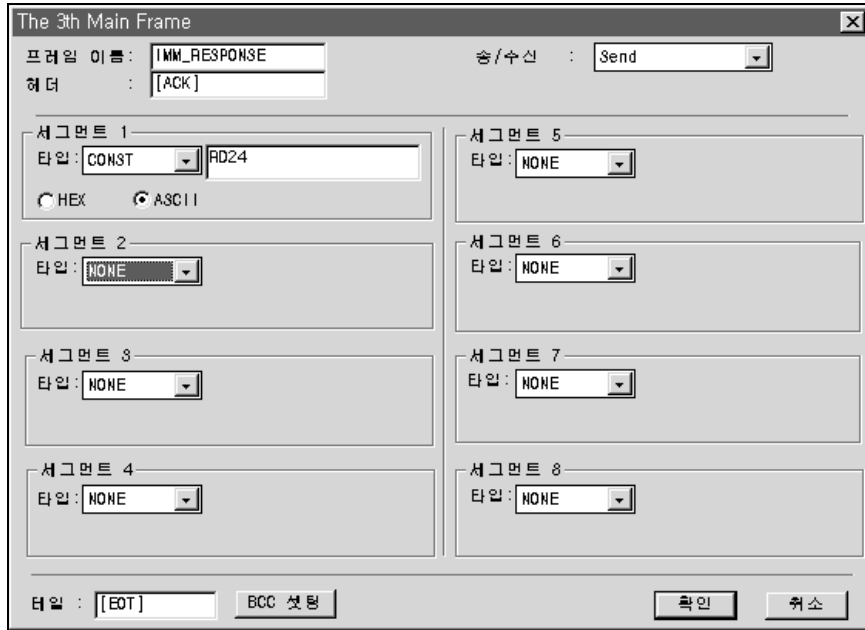 The 3th Main Frame
프레임 이름: IMM_RESPONSE
송/수신 : Send
헤더 : [ACK]
세그먼트 1
타입: CONST RD24
HEX ASCII
세그먼트 2
타입: NONE
세그먼트 3
타입: NONE
세그먼트 4
타입: NONE
세그먼트 5
타입: NONE
세그먼트 6
타입: NONE
세그먼트 7
타입: NONE
세그먼트 8
타입: NONE
테일 : [EOT]
BCC 셋팅
확인
취소